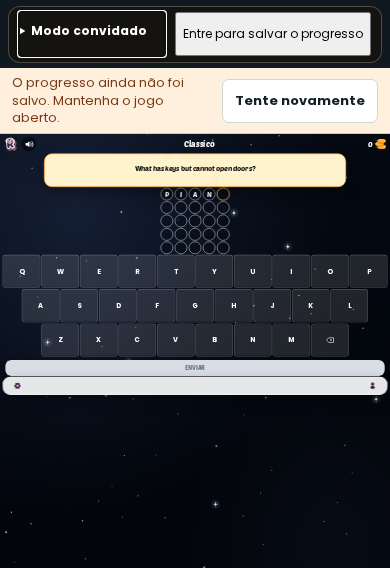 Modo convidado
Entre para salvar o progresso
O progresso ainda não foi
salvo. Mantenha o jogo
aberto.
Tente novamente
Classico
0
What has keys but cannot open doors?
P I A N
Q W E R T Y U I O P
A S D F G H J K L
Z X C V B N M
ENVIAR